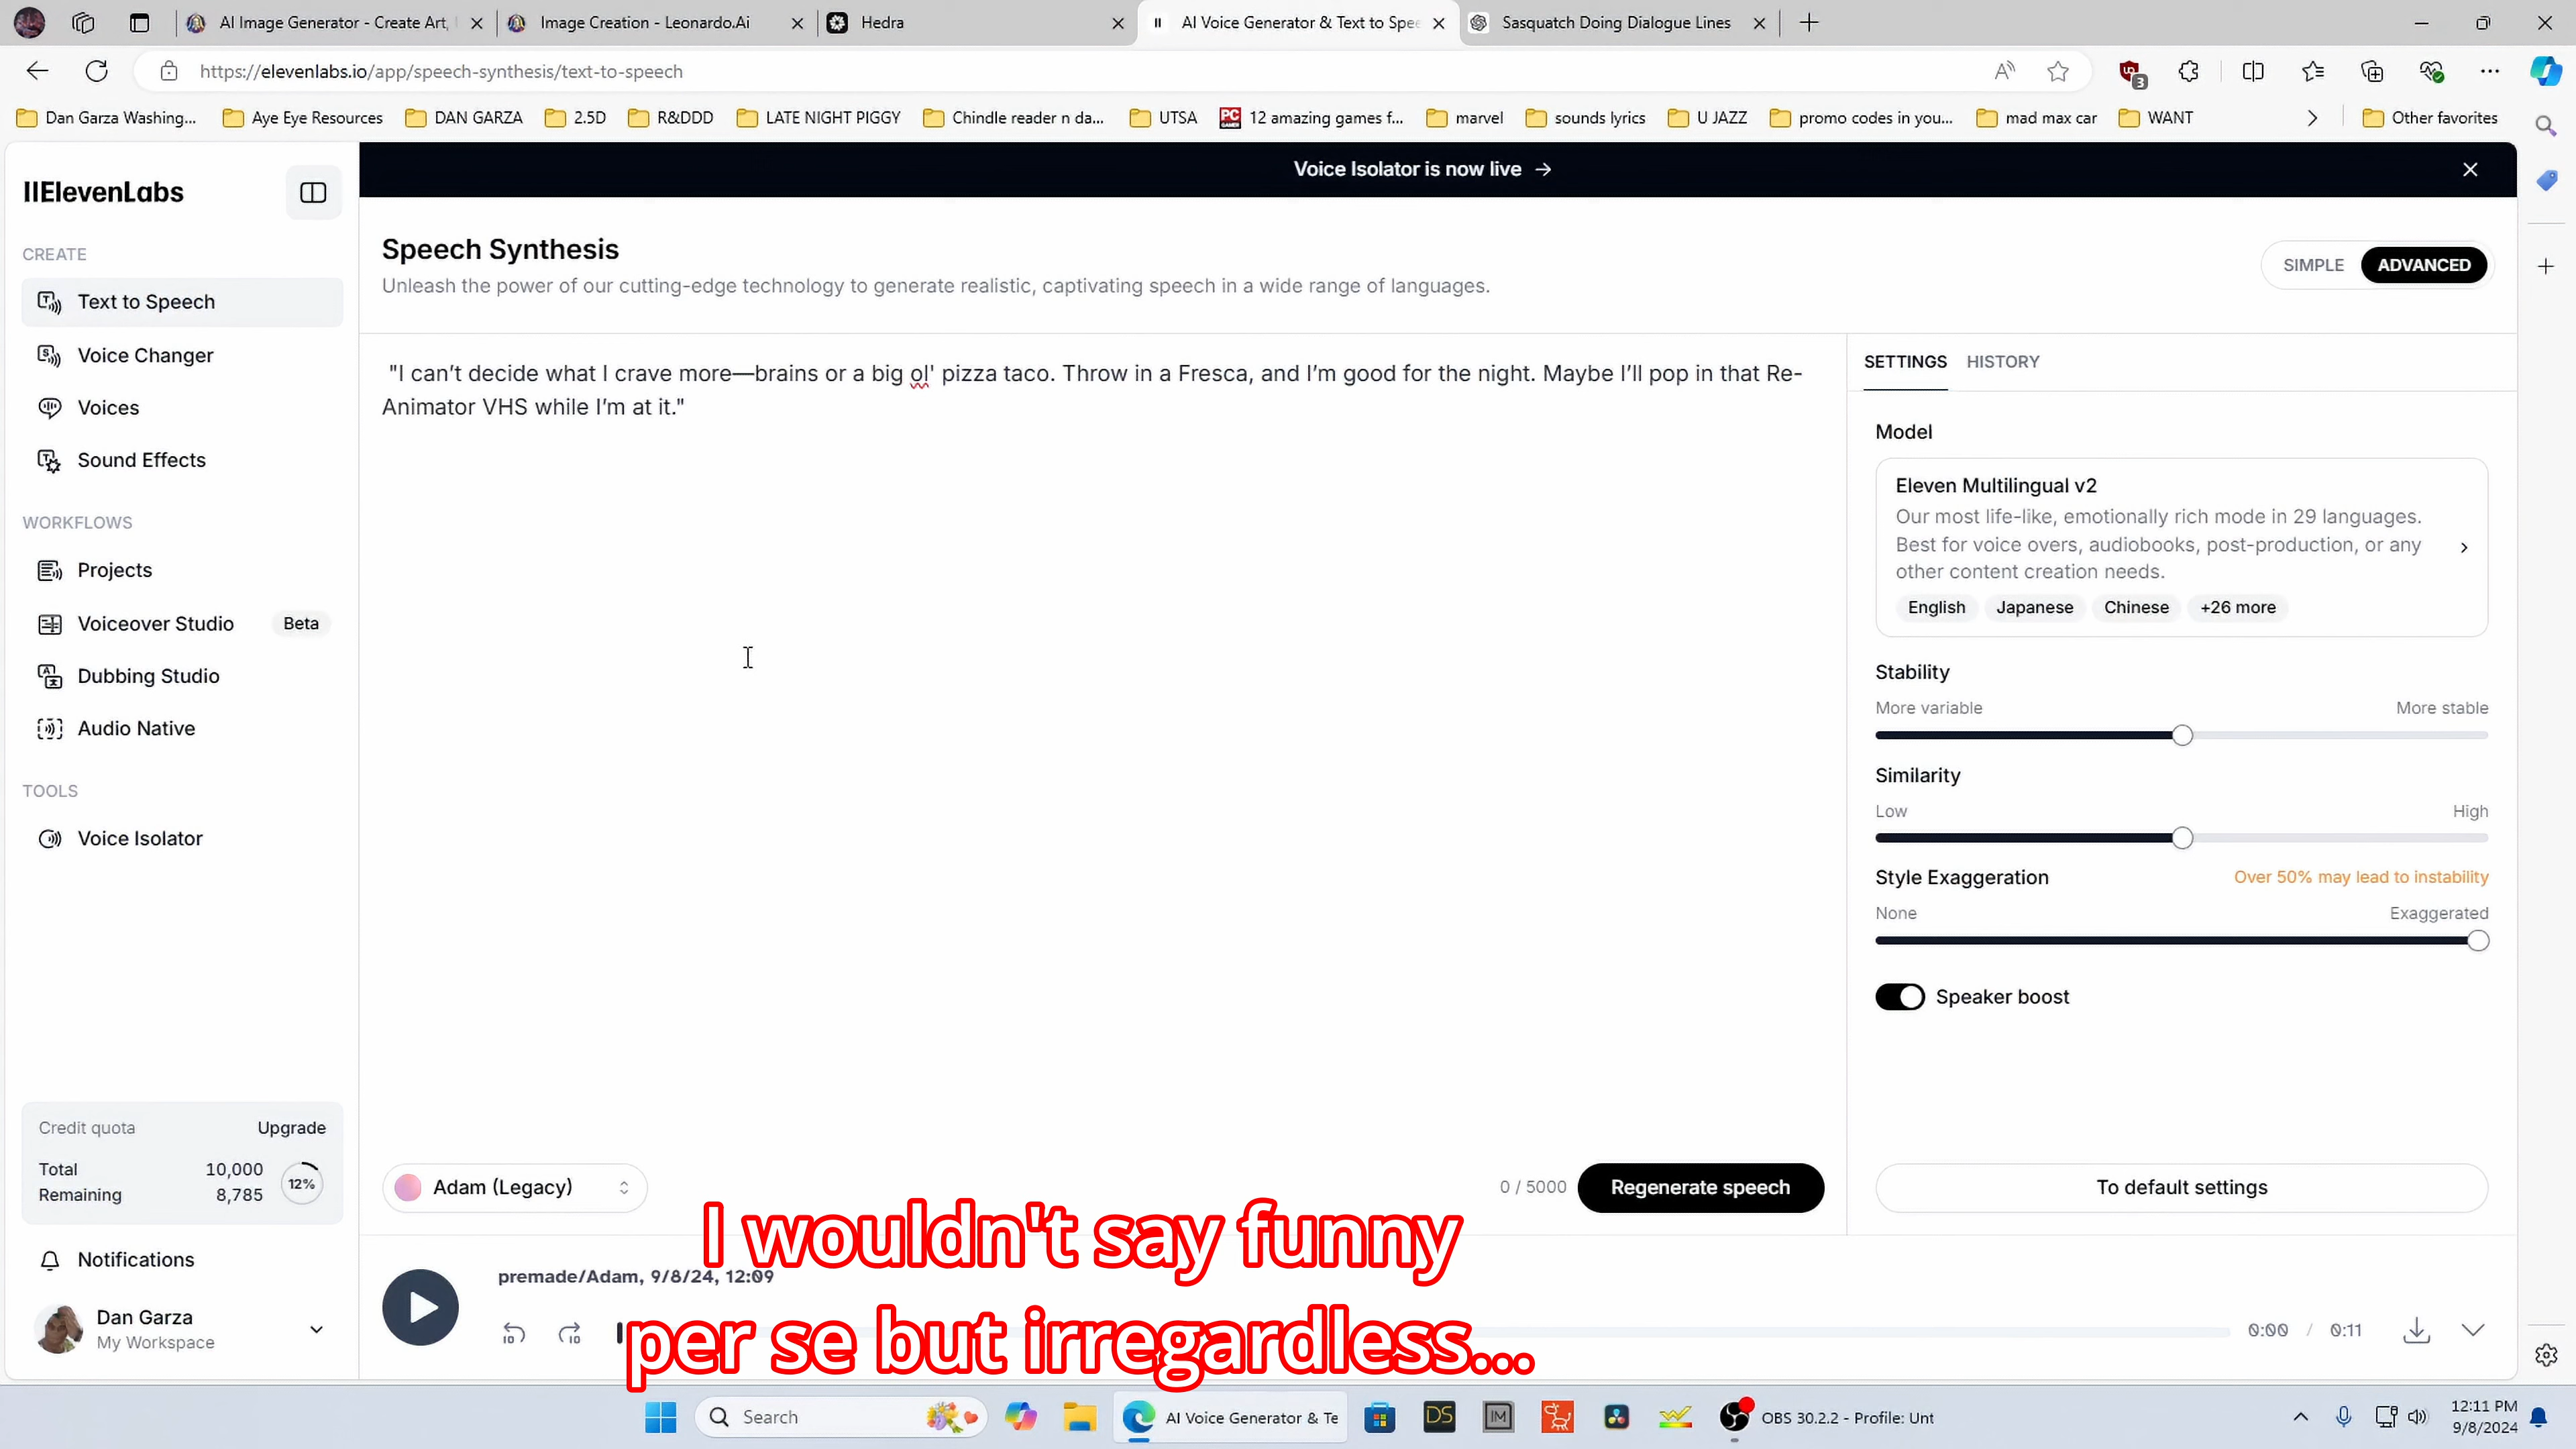 AI Image Generator - Create Art,
Image Creation - Leonardo.Ai
Hedra
AI Voice Generator & Text to Spee
Sasquatch Doing Dialogue Lines
https://elevenlabs.io/app/speech-synthesis/text-to-speech
3
Dan Garza Washing...
Aye Eye Resources
DAN GARZA
2.5D
R&DDD
LATE NIGHT PIGGY
Chindle reader n da...
UTSA
PC
12 amazing games f...
marvel
sounds lyrics
U JAZZ
promo codes in you...
mad max car
WANT
Other favorites
IIElevenLabs
Voice Isolator is now live →
CREATE
Text to Speech
Voice Changer
Voices
Sound Effects
WORKFLOWS
Projects
Voiceover Studio Beta
Dubbing Studio
Audio Native
TOOLS
Voice Isolator
Credit quota Upgrade
Total 10,000
Remaining 8,785
12%
Notifications
Dan Garza
My Workspace
Speech Synthesis
Unleash the power of our cutting-edge technology to generate realistic, captivating speech in a wide range of languages.
SIMPLE ADVANCED
"I can’t decide what I crave more—brains or a big ol' pizza taco. Throw in a Fresca, and I’m good for the night. Maybe I’ll pop in that Re-
Animator VHS while I’m at it."
SETTINGS HISTORY
Model
Eleven Multilingual v2
Our most life-like, emotionally rich mode in 29 languages.
Best for voice overs, audiobooks, post-production, or any
other content creation needs.
English Japanese Chinese +26 more
Stability
More variable More stable
Similarity
Low High
Style Exaggeration Over 50% may lead to instability
None Exaggerated
Speaker boost
To default settings
Adam (Legacy)
0 / 5000
Regenerate speech
premade/Adam, 9/8/24, 12:09
10 10
0:00 / 0:11
I wouldn't say funny
per se but irregardless...
Search
AI Voice Generator & Te
DS
IM
OBS 30.2.2 - Profile: Unt
12:11 PM
9/8/2024